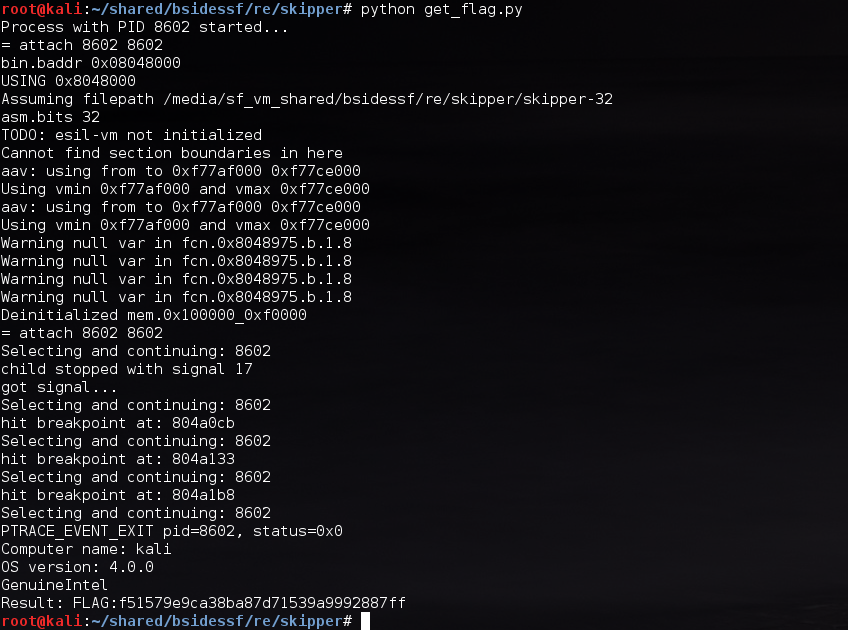 root@kali:~/shared/bsidessf/re/skipper# python get_flag.py
Process with PID 8602 started...
= attach 8602 8602
bin.baddr 0x08048000
USING 0x8048000
Assuming filepath /media/sf_vm_shared/bsidessf/re/skipper/skipper-32
asm.bits 32
TODO: esil-vm not initialized
Cannot find section boundaries in here
aav: using from to 0xf77af000 0xf77ce000
Using vmin 0xf77af000 and vmax 0xf77ce000
aav: using from to 0xf77af000 0xf77ce000
Using vmin 0xf77af000 and vmax 0xf77ce000
Warning null var in fcn.0x8048975.b.1.8
Warning null var in fcn.0x8048975.b.1.8
Warning null var in fcn.0x8048975.b.1.8
Warning null var in fcn.0x8048975.b.1.8
Deinitialized mem.0x100000_0xf0000
= attach 8602 8602
Selecting and continuing: 8602
child stopped with signal 17
got signal...
Selecting and continuing: 8602
hit breakpoint at: 804a0cb
Selecting and continuing: 8602
hit breakpoint at: 804a133
Selecting and continuing: 8602
hit breakpoint at: 804a1b8
Selecting and continuing: 8602
PTRACE_EVENT_EXIT pid=8602, status=0x0
Computer name: kali
OS version: 4.0.0
GenuineIntel
Result: FLAG:f51579e9ca38ba87d71539a9992887ff
root@kali:~/shared/bsidessf/re/skipper#